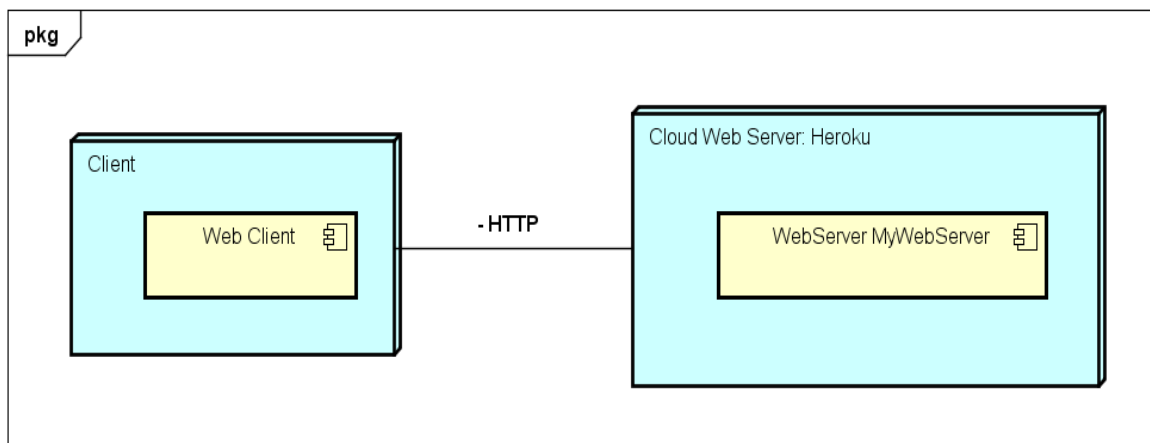 pkg
Client
Web Client
- HTTP
Cloud Web Server: Heroku
WebServer MyWebServer